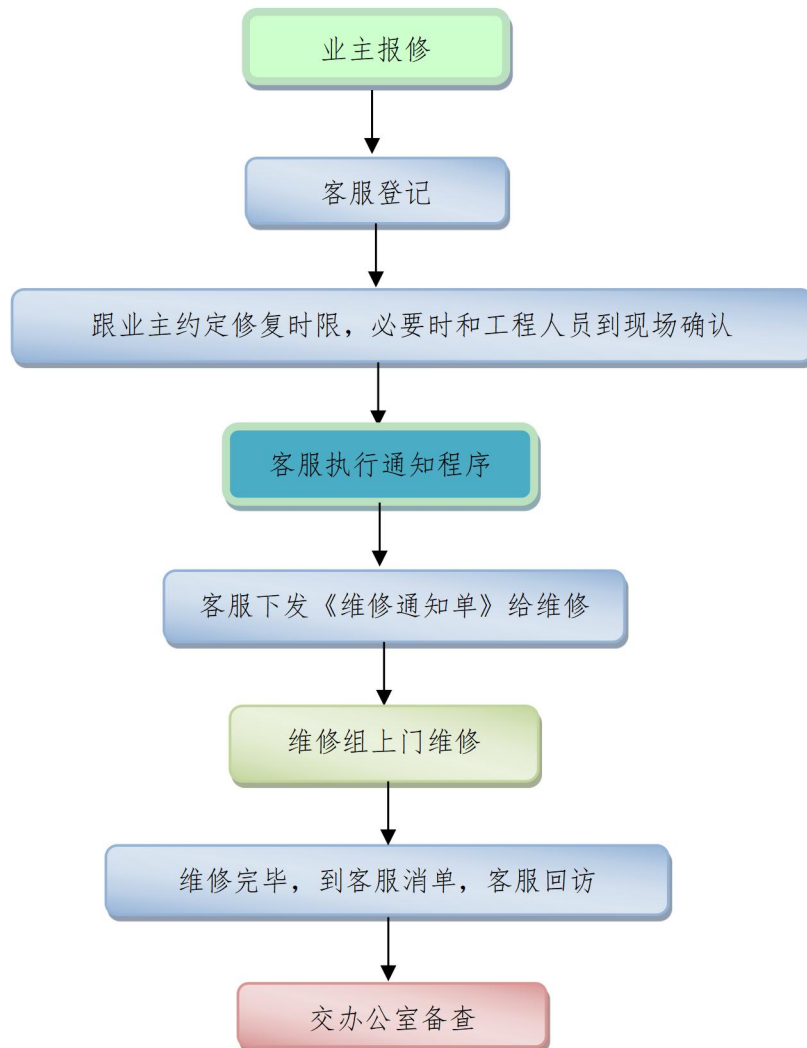 业主报修
客服登记
跟业主约定修复时限，必要时和工程人员到现场确认
客服执行通知程序
客服下发《维修通知单》给维修
维修组上门维修
维修完毕，到客服消单，客服回访
交办公室备查